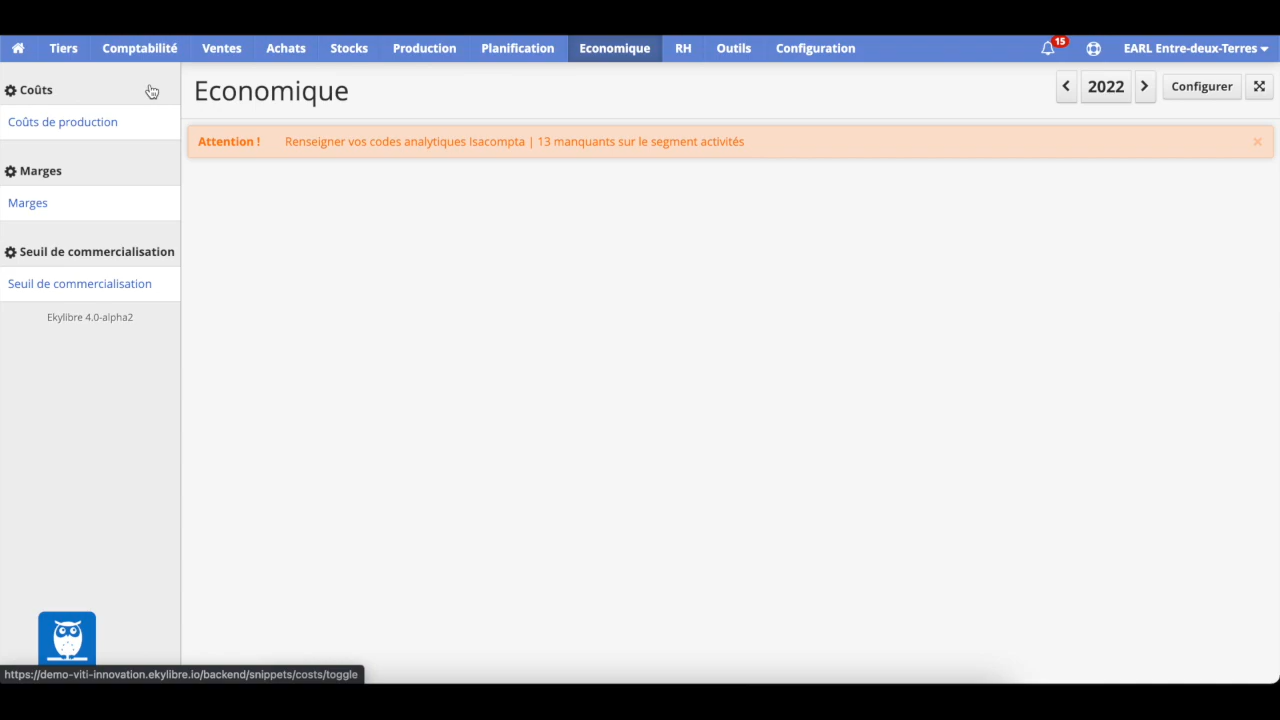 Tiers Comptabilité Ventes Achats Stocks Production Planification Economique RH Outils Configuration 15 EARL Entre-deux-Terres
Coûts
Coûts de production
Marges
Marges
Seuil de commercialisation
Seuil de commercialisation
Ekylibre 4.0-alpha2
Economique
2022
Configurer
Attention ! Renseigner vos codes analytiques Isacompta | 13 manquants sur le segment activités ×
https://demo-viti-innovation.ekylibre.io/backend/snippets/costs/toggle